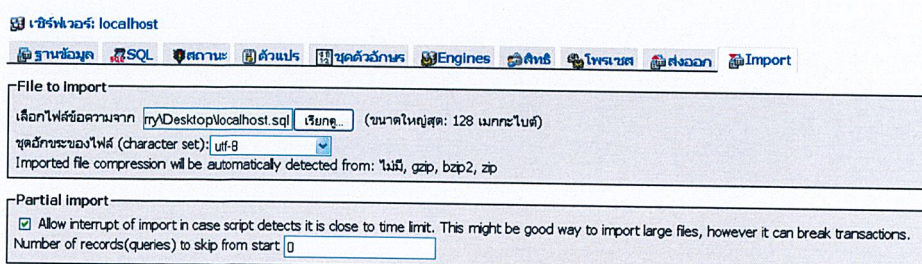 เซิร์ฟเวอร์: localhost
ฐานข้อมูล SQL สถานะ ตัวแปร ชุดตัวอักษร Engines สิทธิ โพรเซส ส่งออก Import
File to import
เลือกไฟล์ข้อความจาก rry\Desktop\localhost.sql เรียกดู... (ขนาดใหญ่สุด: 128 เมกกะไบต์)
ชุดอักขระของไฟล์ (character set): utf-8
Imported file compression will be automatically detected from: ไม่มี, gzip, bzip2, zip
Partial import
Allow interrupt of import in case script detects it is close to time limit. This might be good way to import large files, however it can break transactions.
Number of records(queries) to skip from start 0